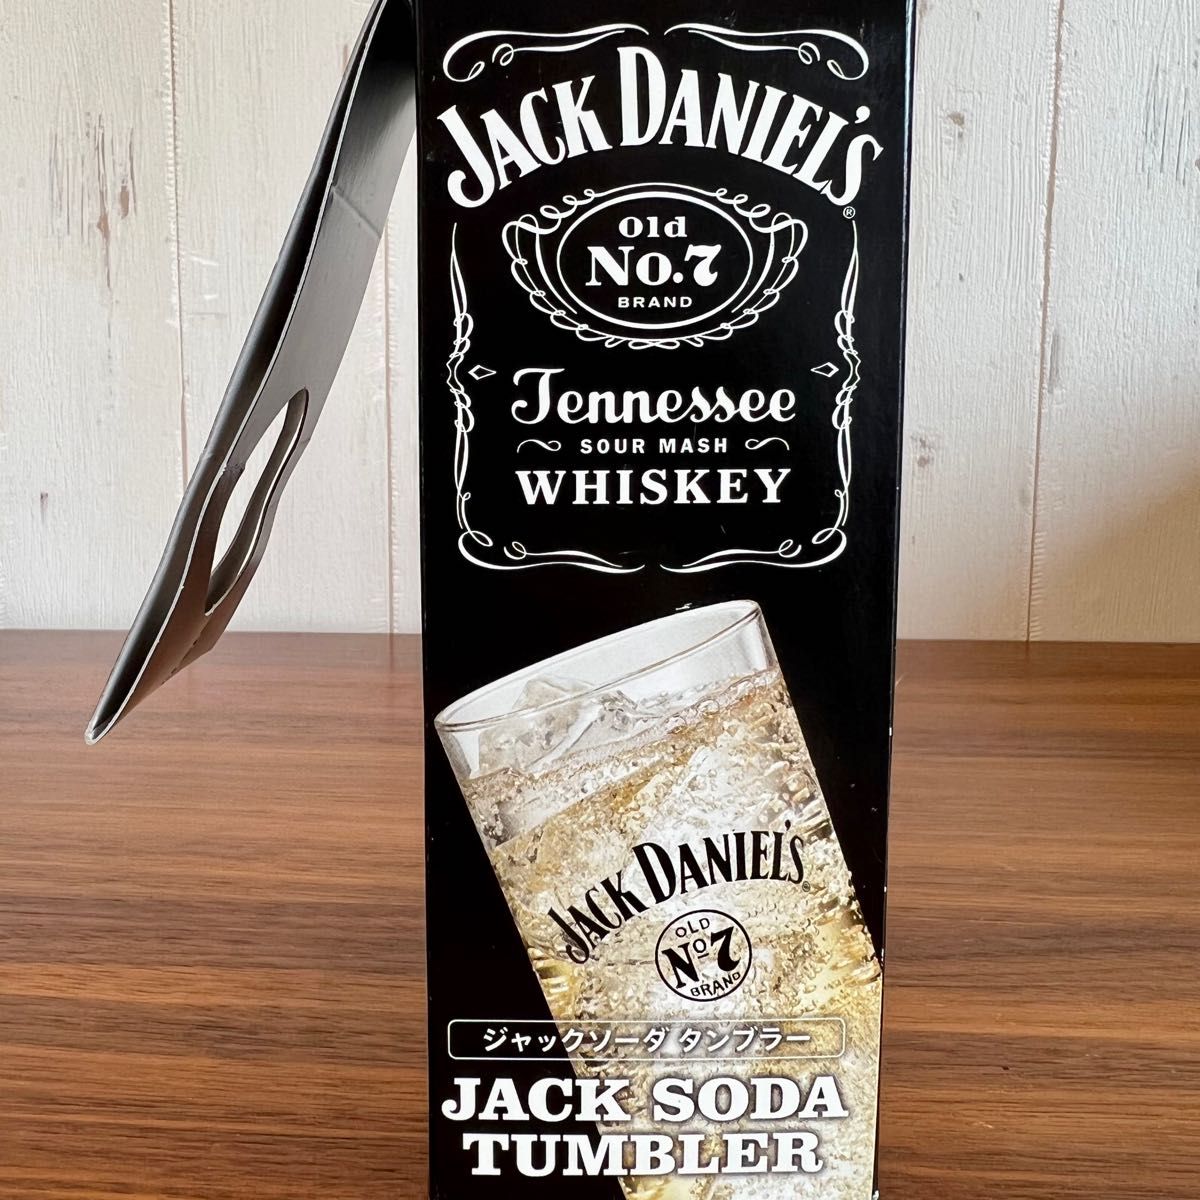 JACK DANIEL'S®
Old
No.7
BRAND
Tennessee
SOUR MASH
WHISKEY
JACK DANIEL'S®
OLD
Nº7
BRAND
ジャックソーダ タンブラー
JACK SODA
TUMBLER